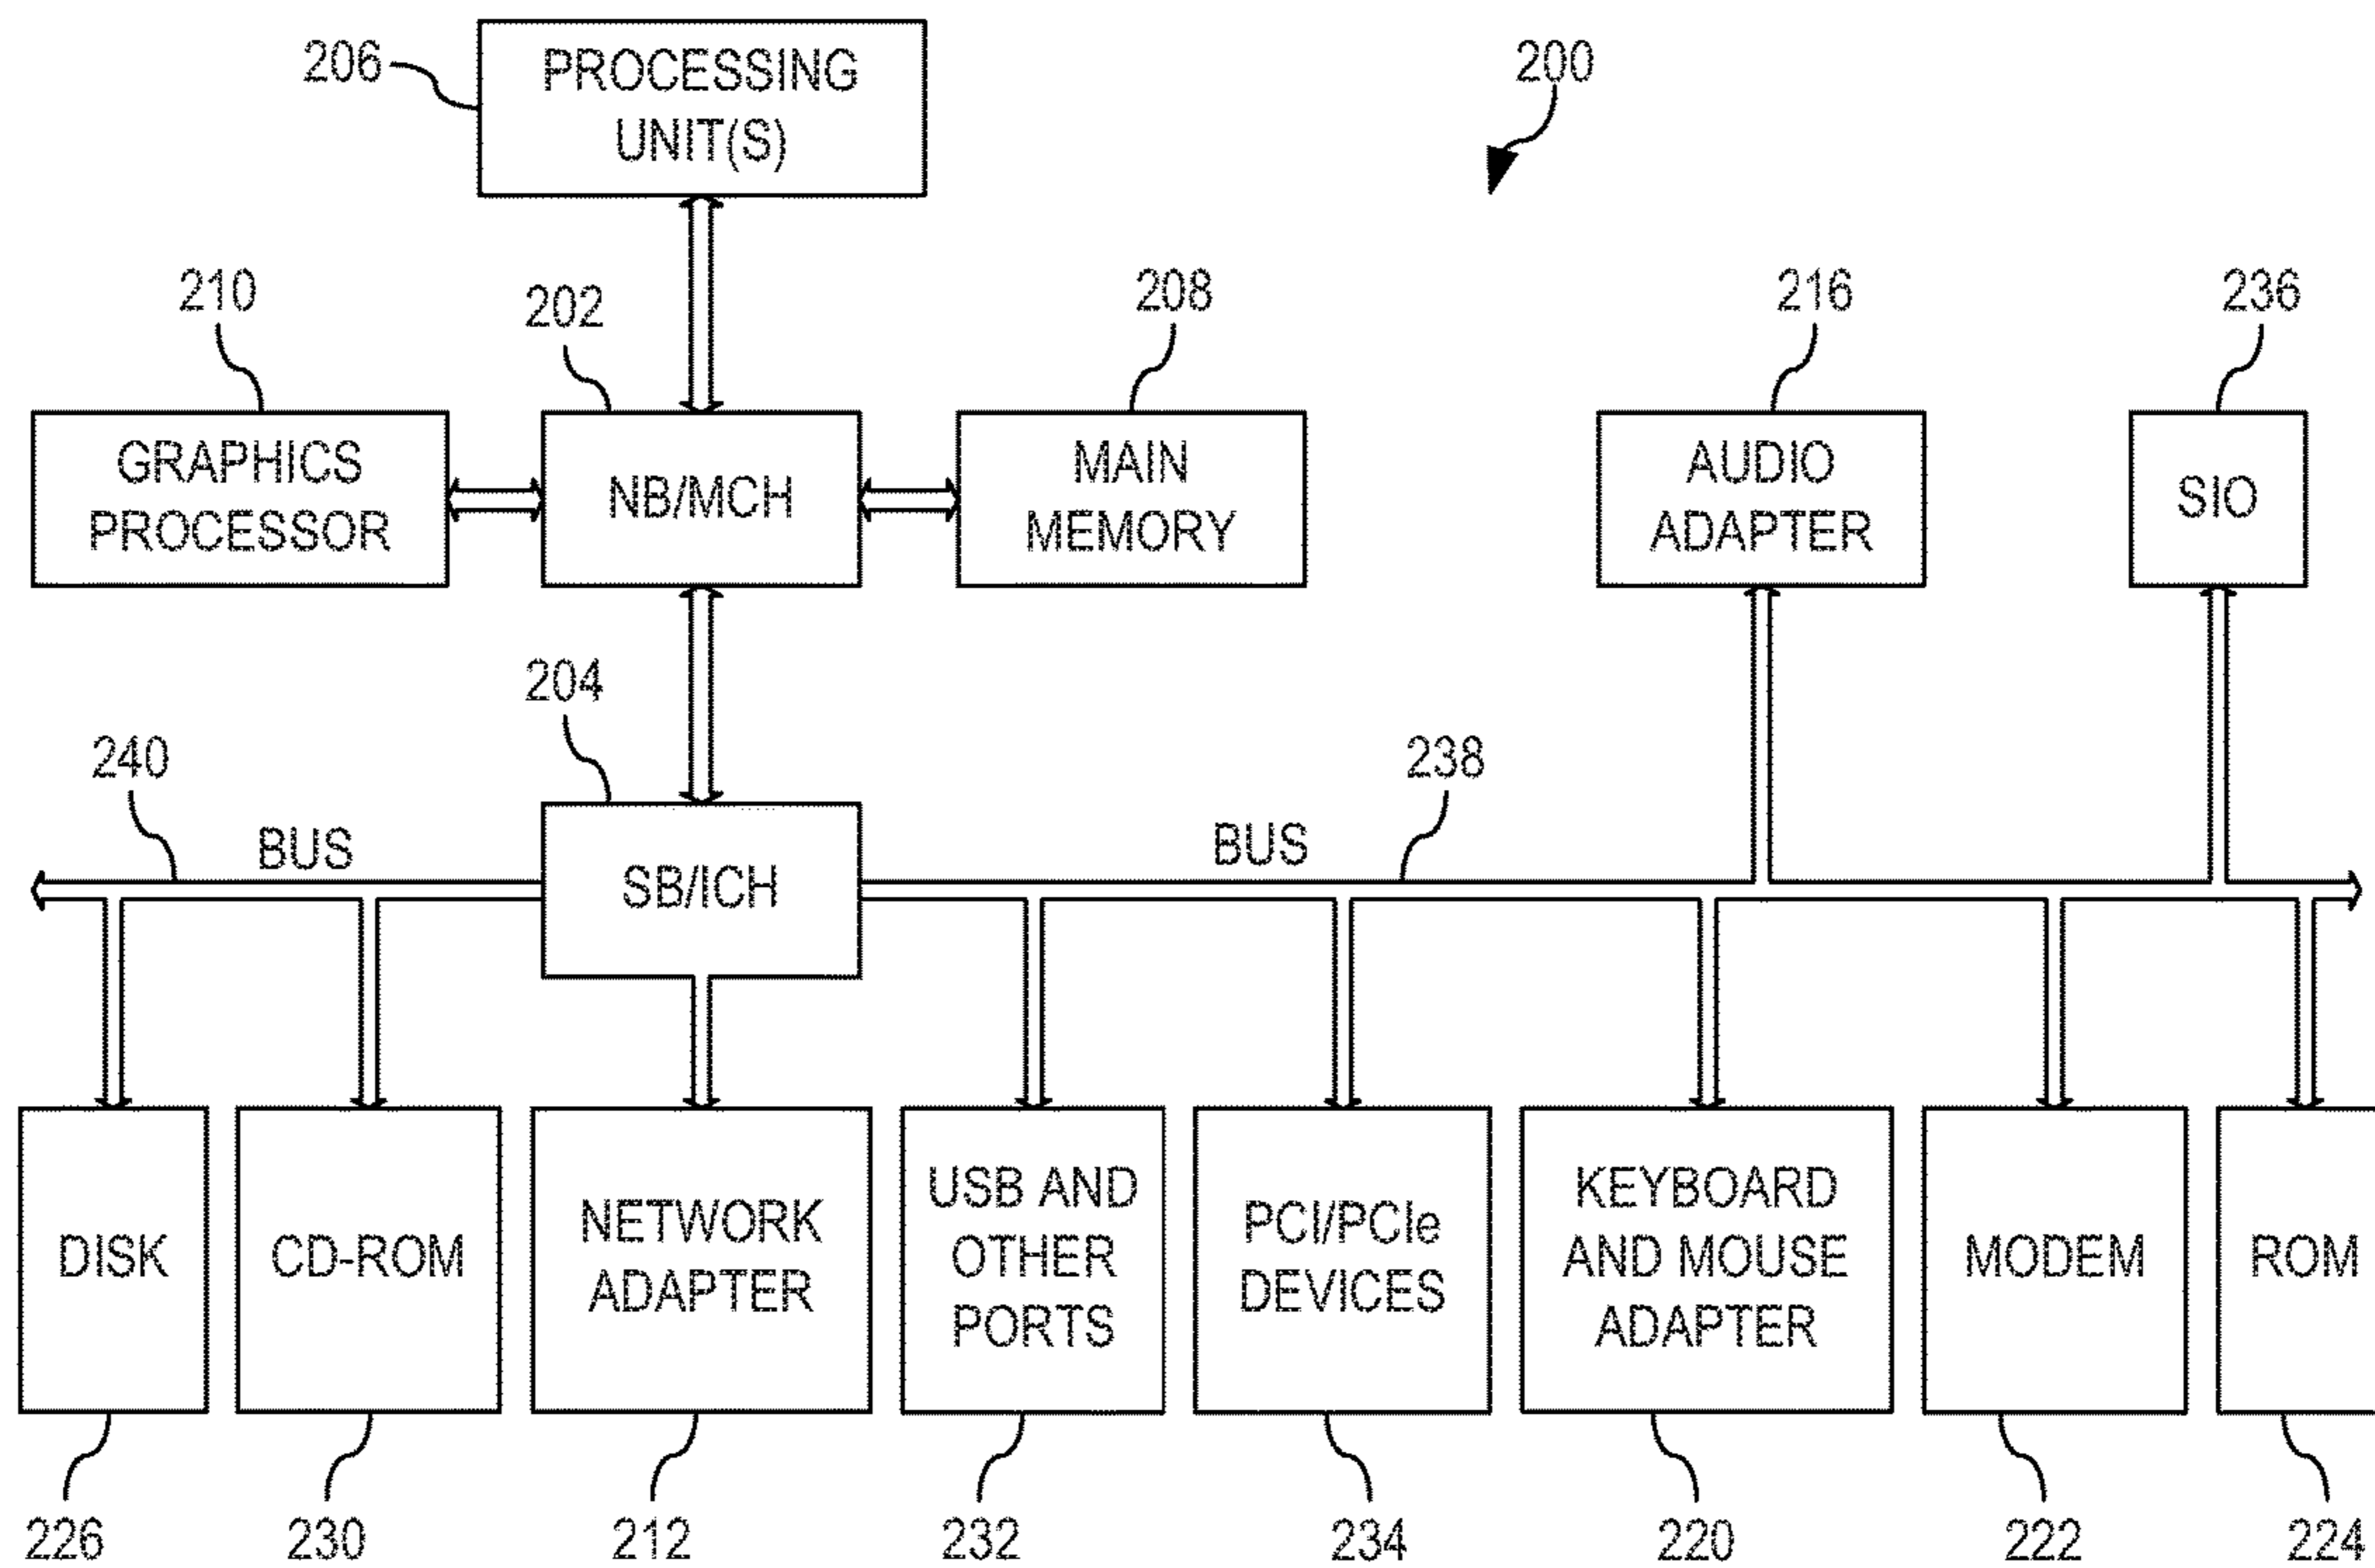 206
PROCESSING
UNIT(S)
200
210
202
208
216
236
GRAPHICS
PROCESSOR
NB/MCH
MAIN
MEMORY
AUDIO
ADAPTER
SIO
204
240
238
BUS
BUS
SB/ICH
DISK
CD-ROM
NETWORK
ADAPTER
USB AND
OTHER
PORTS
PCI/PCIe
DEVICES
KEYBOARD
AND MOUSE
ADAPTER
MODEM
ROM
226
230
212
232
234
220
222
224